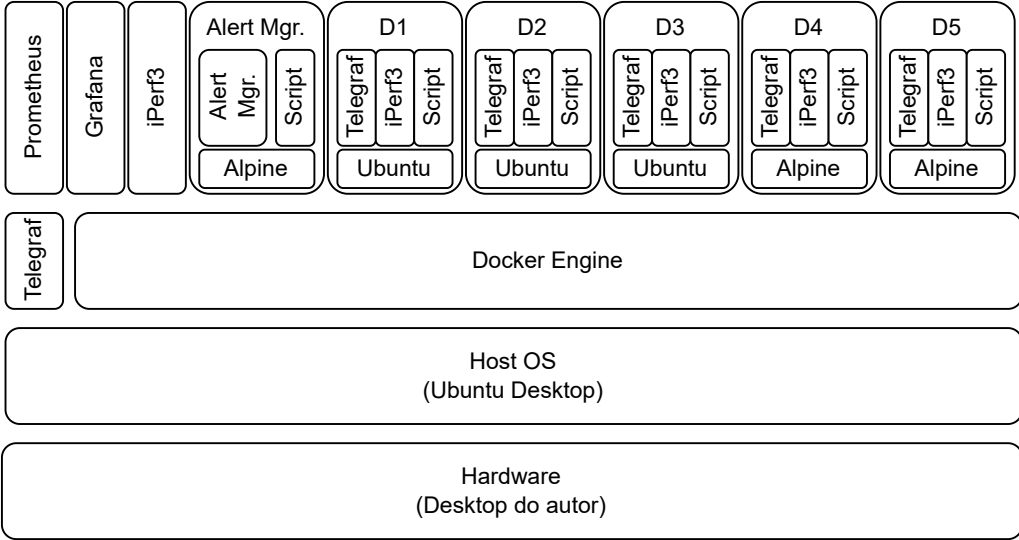 Prometheus
Grafana
iPerf3
Alert Mgr.
Alert
Mgr.
Script
Alpine
D1
Telegraf
iPerf3
Script
Ubuntu
D2
Telegraf
iPerf3
Script
Ubuntu
D3
Telegraf
iPerf3
Script
Ubuntu
D4
Telegraf
iPerf3
Script
Alpine
D5
Telegraf
iPerf3
Script
Alpine
Telegraf
Docker Engine
Host OS
(Ubuntu Desktop)
Hardware
(Desktop do autor)